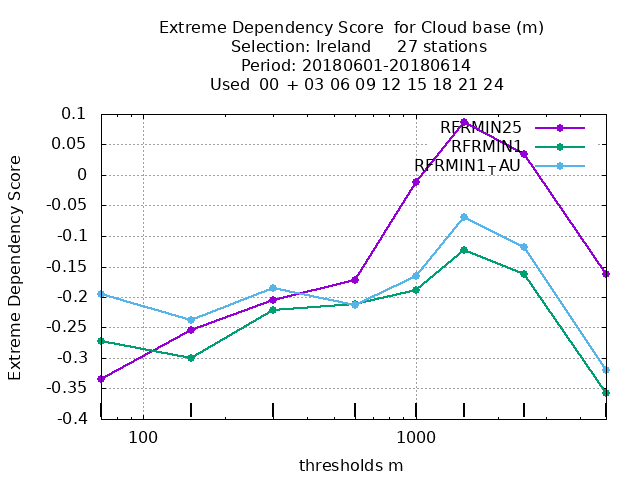 Extreme Dependency Score  for Cloud base (m)
Selection: Ireland     27 stations
Period: 20180601-20180614
Used  00 + 03 06 09 12 15 18 21 24
Extreme Dependency Score
0.1
0.05
0
-0.05
-0.1
-0.15
-0.2
-0.25
-0.3
-0.35
-0.4
RFRMIN25
RFRMIN1
RFRMIN1TAU
100
1000
thresholds m